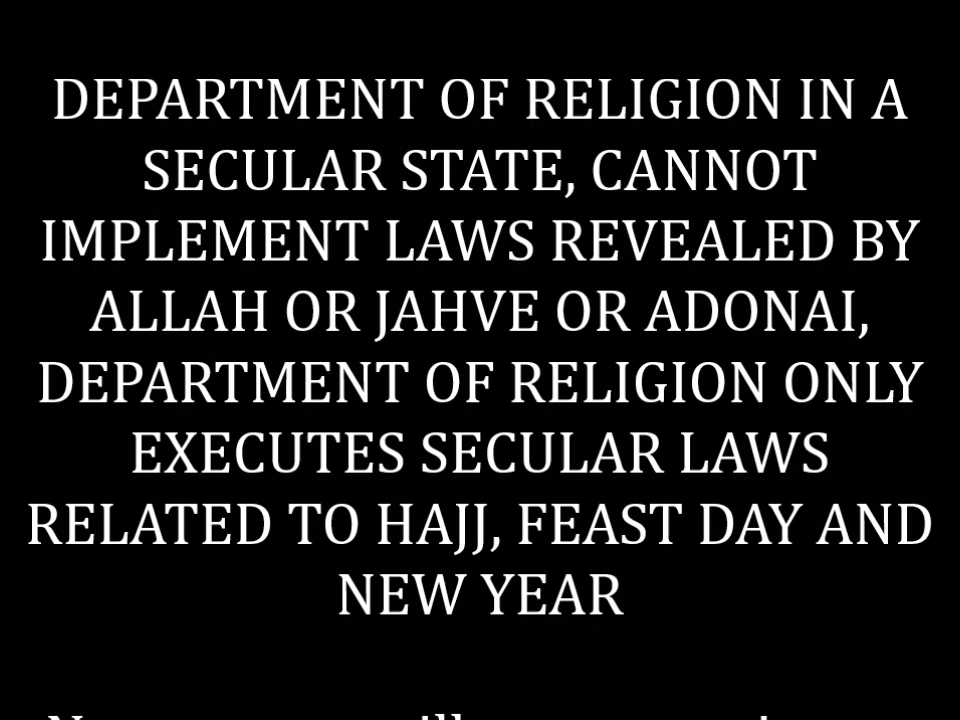 DEPARTMENT OF RELIGION IN A
SECULAR STATE, CANNOT
IMPLEMENT LAWS REVEALED BY
ALLAH OR JAHVE OR ADONAI,
DEPARTMENT OF RELIGION ONLY
EXECUTES SECULAR LAWS
RELATED TO HAJJ, FEAST DAY AND
NEW YEAR